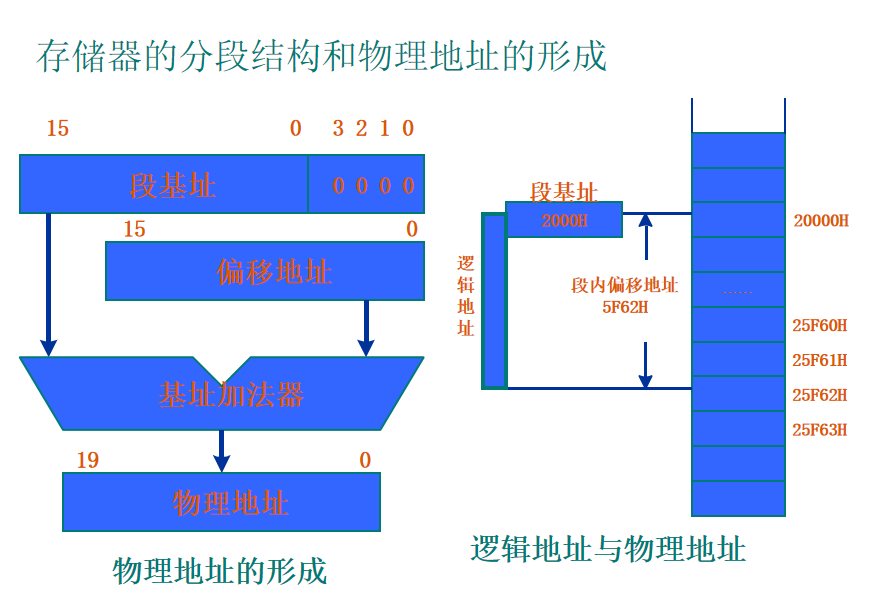 存储器的分段结构和物理地址的形成
15 0 3 2 1 0
段基址 0 0 0 0
15 0
偏移地址
基址加法器
19 0
物理地址
物理地址的形成
段基址
2000H
逻辑地址
段内偏移地址
5F62H
20000H
......
25F60H
25F61H
25F62H
25F63H
逻辑地址与物理地址